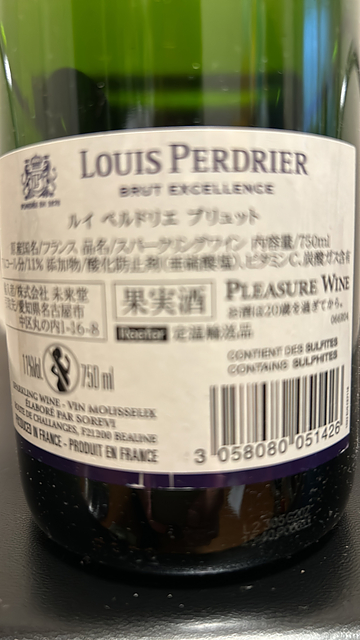 LOUIS PERDRIER
BRUT EXCELLENCE
ルイ ペルドリエ ブリュット
原産国名/フランス 品名/スパークリングワイン 内容量/750ml
コール分/11% 添加物/酸化防止剤(亜硫酸塩)、ビタミンC、炭酸ガス含有
株式会社 未来堂
愛知県名古屋市
中区丸の内1-16-8
果実酒
PLEASURE WINE
お酒は20歳を過ぎてから。
Reefer 定温輸送品
11%vol 750 ml
CONTIENT DES SULFITES
CONTAINS SULPHITES
SPARKLING WINE - VIN MOUSSEUX
ELABORÉ PAR SOREVI
ROUTE DE CHALLANGES, F21200 BEAUNE
PRODUCED IN FRANCE - PRODUIT EN FRANCE
3 058080 051426